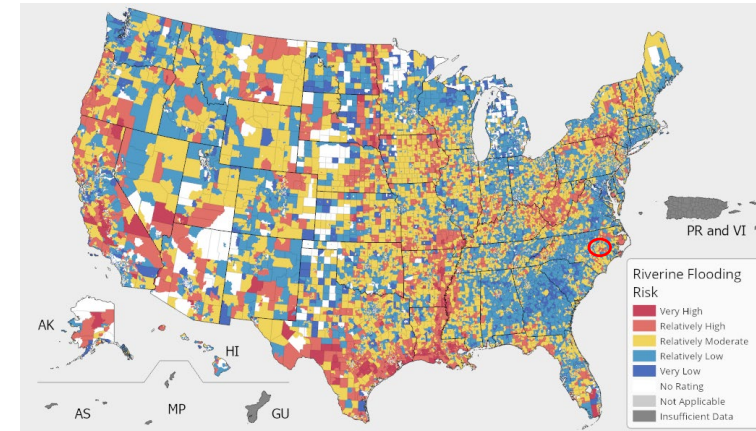 PR and VI
AK
HI
AS
MP
GU
Riverine Flooding
Risk
Very High
Relatively High
Relatively Moderate
Relatively Low
Very Low
No Rating
Not Applicable
Insufficient Data